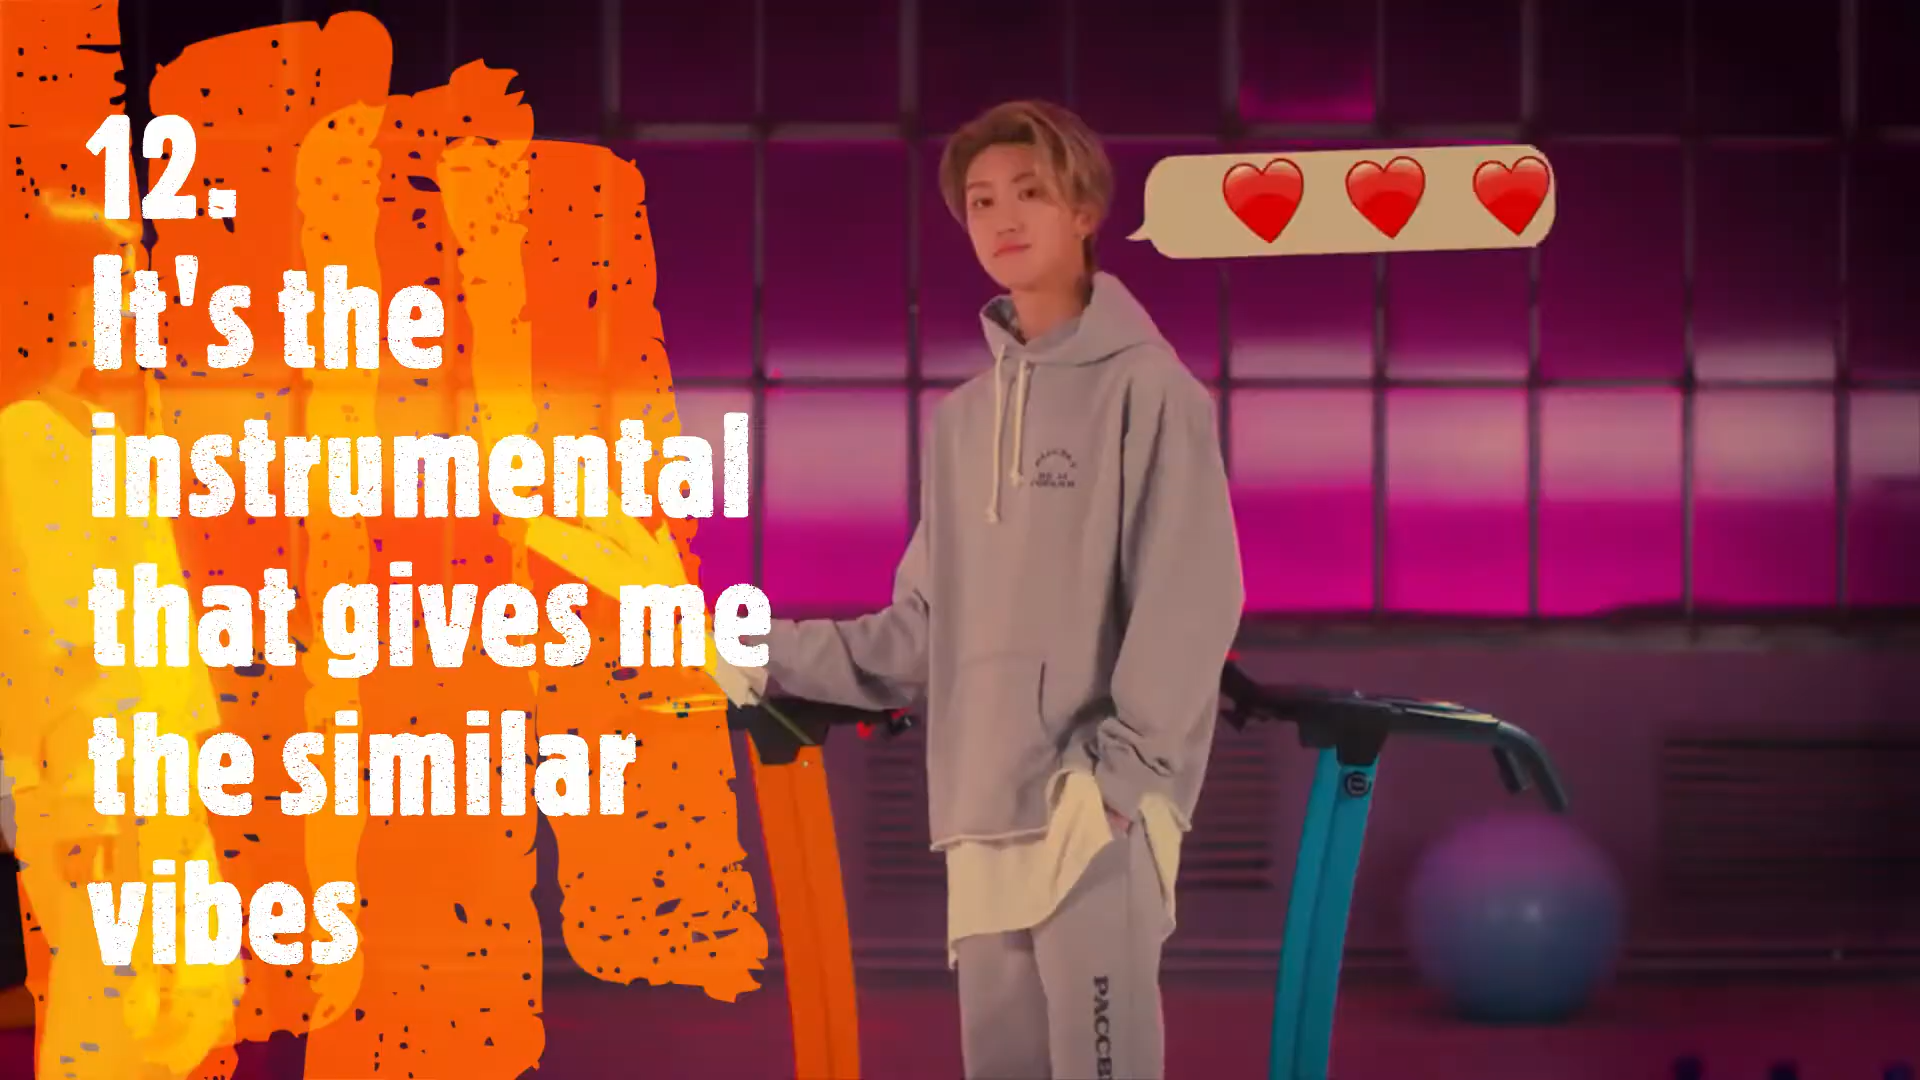 12.
It's the
instrumental
that gives me
the similar
vibes